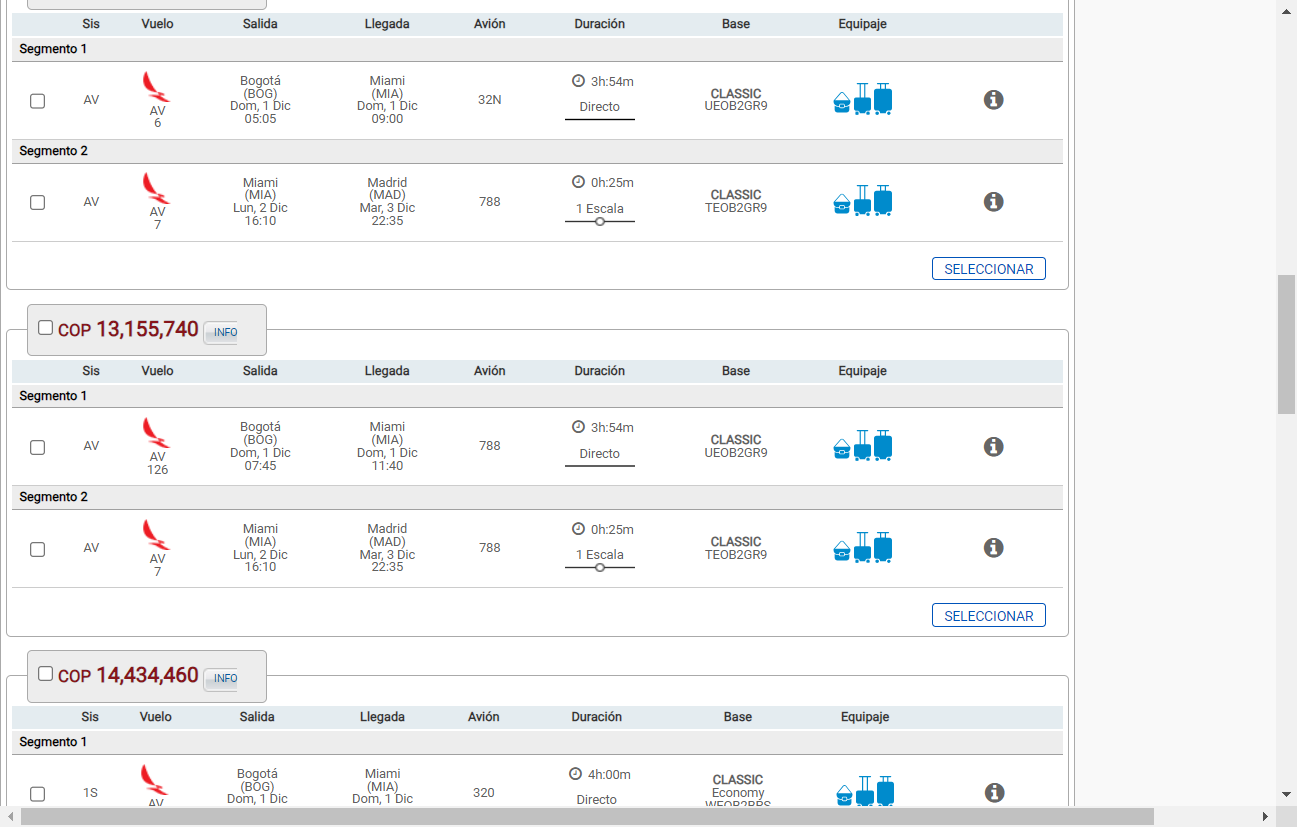 Sis Vuelo Salida Llegada Avión Duración Base Equipaje
Segmento 1
AV AV 6 Bogotá (BOG) Dom, 1 Dic 05:05 Miami (MIA) Dom, 1 Dic 09:00 32N 3h:54m Directo CLASSIC UEOB2GR9
Segmento 2
AV AV 7 Miami (MIA) Lun, 2 Dic 16:10 Madrid (MAD) Mar, 3 Dic 22:35 788 0h:25m 1 Escala CLASSIC TEOB2GR9
SELECCIONAR
COP 13,155,740 INFO
Sis Vuelo Salida Llegada Avión Duración Base Equipaje
Segmento 1
AV AV 126 Bogotá (BOG) Dom, 1 Dic 07:45 Miami (MIA) Dom, 1 Dic 11:40 788 3h:54m Directo CLASSIC UEOB2GR9
Segmento 2
AV AV 7 Miami (MIA) Lun, 2 Dic 16:10 Madrid (MAD) Mar, 3 Dic 22:35 788 0h:25m 1 Escala CLASSIC TEOB2GR9
SELECCIONAR
COP 14,434,460 INFO
Sis Vuelo Salida Llegada Avión Duración Base Equipaje
Segmento 1
1S AV Bogotá (BOG) Dom, 1 Dic Miami (MIA) Dom, 1 Dic 320 4h:00m Directo CLASSIC Economy